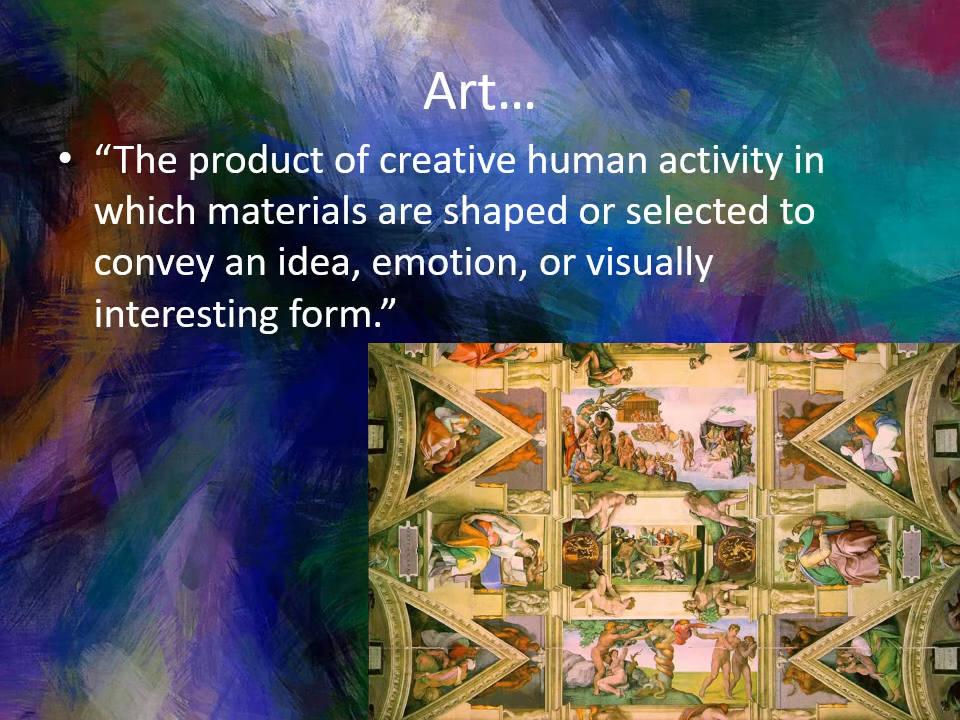 Art…
• “The product of creative human activity in
which materials are shaped or selected to
convey an idea, emotion, or visually
interesting form.”